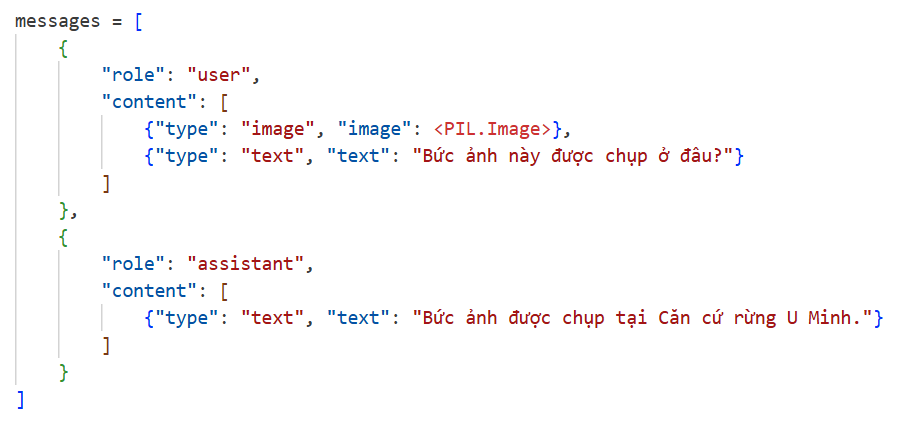 messages = [
    {
        "role": "user",
        "content": [
            {"type": "image", "image": <PIL.Image>},
            {"type": "text", "text": "Bức ảnh này được chụp ở đâu?"}
        ]
    },
    {
        "role": "assistant",
        "content": [
            {"type": "text", "text": "Bức ảnh được chụp tại Căn cứ rừng U Minh."}
        ]
    }
]